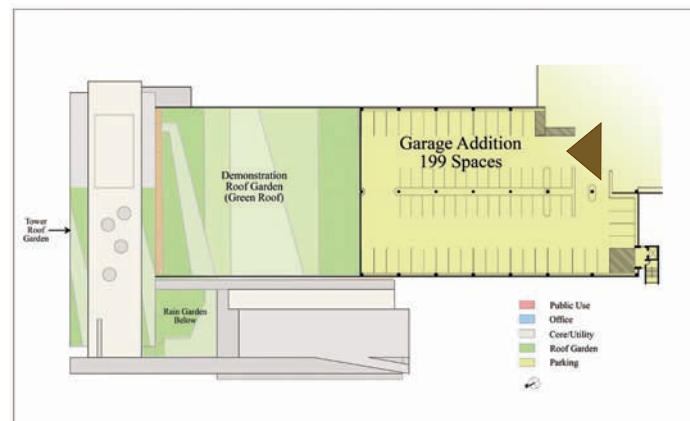 Garage Addition
199 Spaces
Demonstration
Roof Garden
(Green Roof)
Tower
Roof
Garden
Rain Garden
Below
Public Use
Office
Core/Utility
Roof Garden
Parking